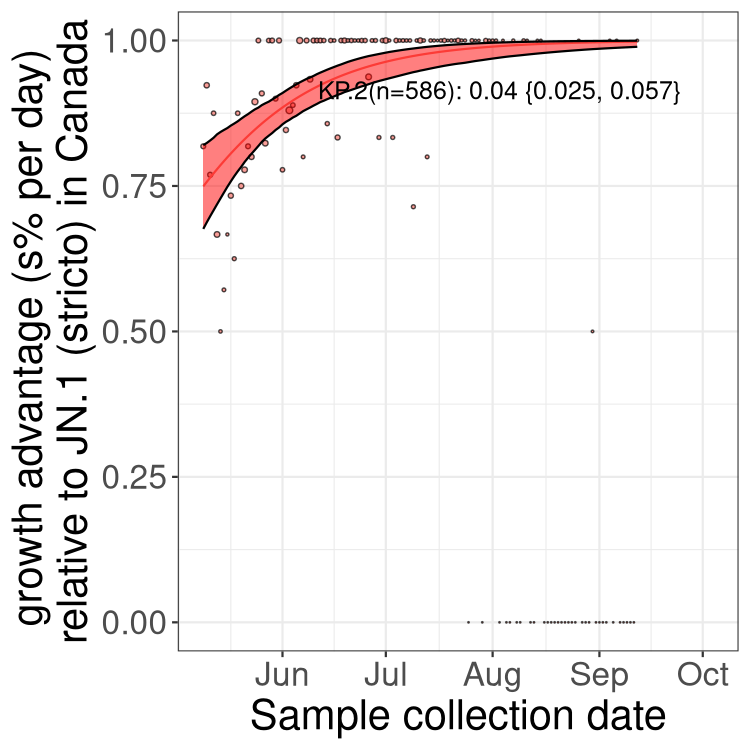 growth advantage (s% per day)
relative to JN.1 (stricto) in Canada
1.00
0.75
0.50
0.25
0.00
KP.2(n=586): 0.04 {0.025, 0.057}
Jun Jul Aug Sep Oct
Sample collection date